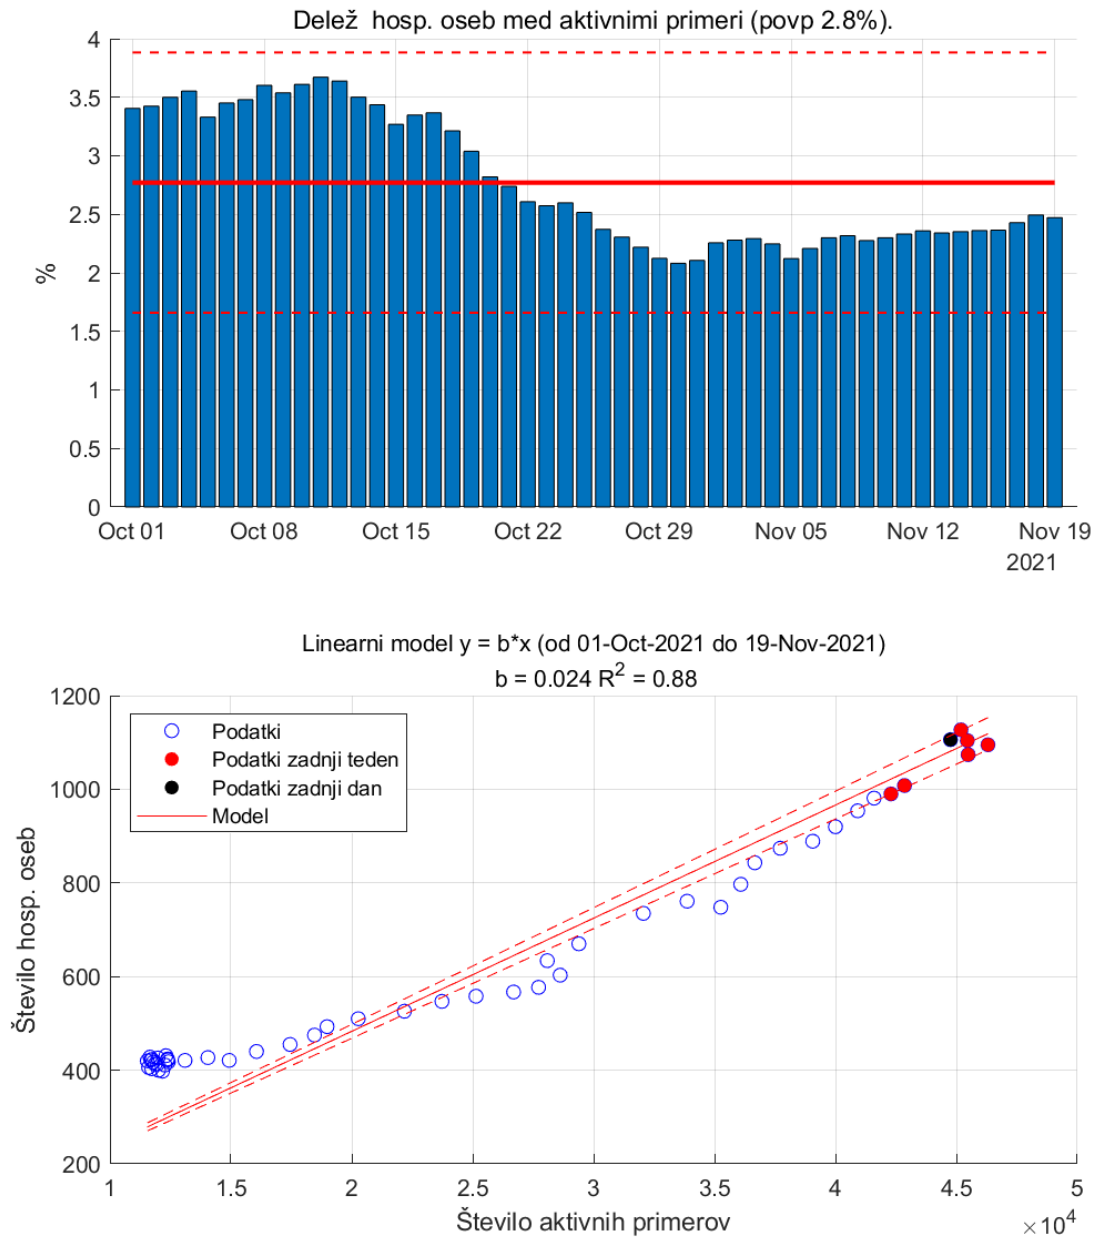 Delež  hosp. oseb med aktivnimi primeri (povp 2.8%).
4
3.5
3
2.5
2
1.5
1
0.5
0
%
Oct 01 Oct 08 Oct 15 Oct 22 Oct 29 Nov 05 Nov 12 Nov 19
2021
Linearni model y = b*x (od 01-Oct-2021 do 19-Nov-2021)
b = 0.024 R² = 0.88
1200
1000
800
600
400
200
Število hosp. oseb
Podatki
Podatki zadnji teden
Podatki zadnji dan
Model
1 1.5 2 2.5 3 3.5 4 4.5 5
Število aktivnih primerov
×10⁴